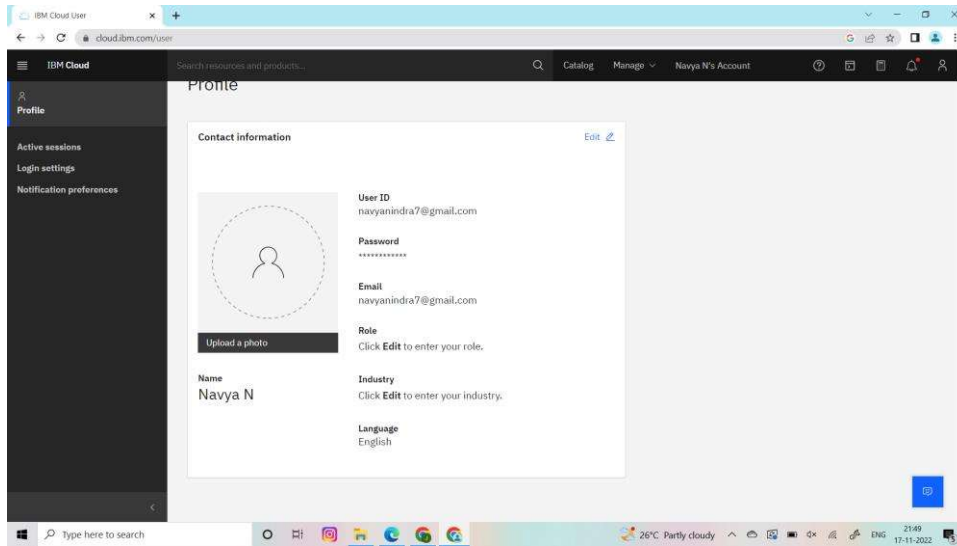 IBM Cloud User
cloud.ibm.com/user
IBM Cloud
Search resources and products...
Catalog
Manage
Navya N's Account
Profile
Active sessions
Login settings
Notification preferences
Profile
Contact information
Edit
Upload a photo
Name
Navya N
User ID
navyanindra7@gmail.com
Password
************
Email
navyanindra7@gmail.com
Role
Click Edit to enter your role.
Industry
Click Edit to enter your industry.
Language
English
Type here to search
26°C Partly cloudy
ENG
21:49
17-11-2022